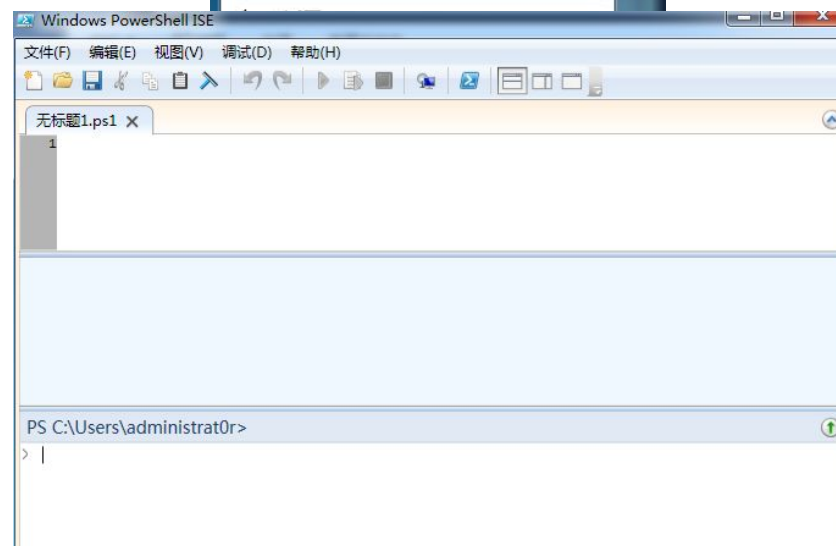 Windows PowerShell ISE
文件(F) 编辑(E) 视图(V) 调试(D) 帮助(H)
无标题1.ps1
1
PS C:\Users\administrat0r>
>